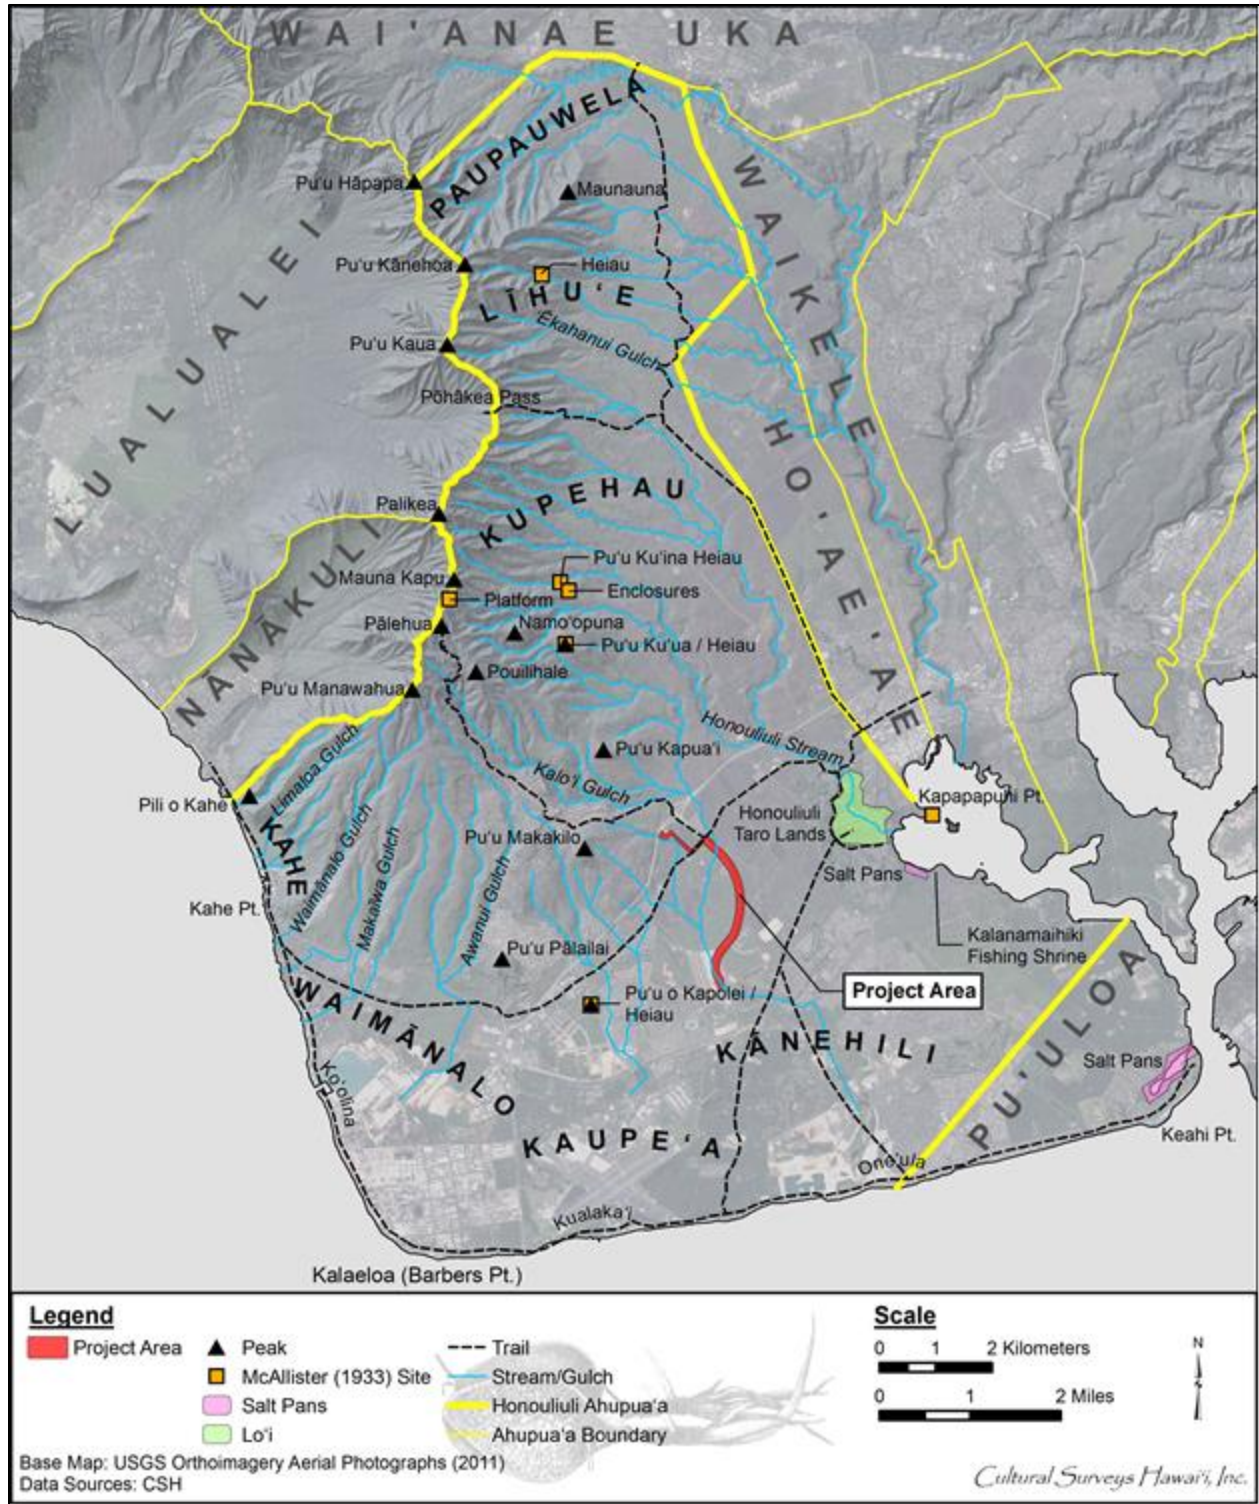 WAI'ANAE UKA
PAUPAUWELA
Pu‘u Hāpapa
Maunauna
WAIKELE
Pu‘u Kānehoa
Heiau
LĪHU‘E
LUALUALEI
‘Ēkahanui Gulch
Pu‘u Kaua
Pōhākea Pass
HO'AE'AE
KUPEHAU
Palikea
NĀNĀKULI
Pu‘u Ku‘ina Heiau
Mauna Kapu
Enclosures
Platform
Namo‘opuna
Pālehua
Pu‘u Ku‘ua / Heiau
Pouilihale
Pu‘u Manawahua
Honouliuli Stream
Pu‘u Kapua‘i
Limaloa Gulch
Kalo‘i Gulch
Pili o Kahe
Kapapapuhi Pt.
Honouliuli
Taro Lands
KAHE
Waimānalo Gulch
Makaīwa Gulch
Pu‘u Makakilo
Awanui Gulch
Salt Pans
Kahe Pt.
Kalanamaihiki
Fishing Shrine
Pu‘u Pālailai
Project Area
Pu‘u o Kapolei /
Heiau
WAIMĀNALO
KĀNEHILI
PU'ULOA
Salt Pans
Ko‘olina
KAUPE‘A
Keahi Pt.
One‘ula
Kualaka‘i
Kalaeloa (Barbers Pt.)
Legend
Project Area
Peak
McAllister (1933) Site
Salt Pans
Lo‘i
Trail
Stream/Gulch
Honouliuli Ahupua‘a
Ahupua‘a Boundary
Scale
0 1 2 Kilometers
0 1 2 Miles
N
Base Map: USGS Orthoimagery Aerial Photographs (2011)
Data Sources: CSH
Cultural Surveys Hawai‘i, Inc.